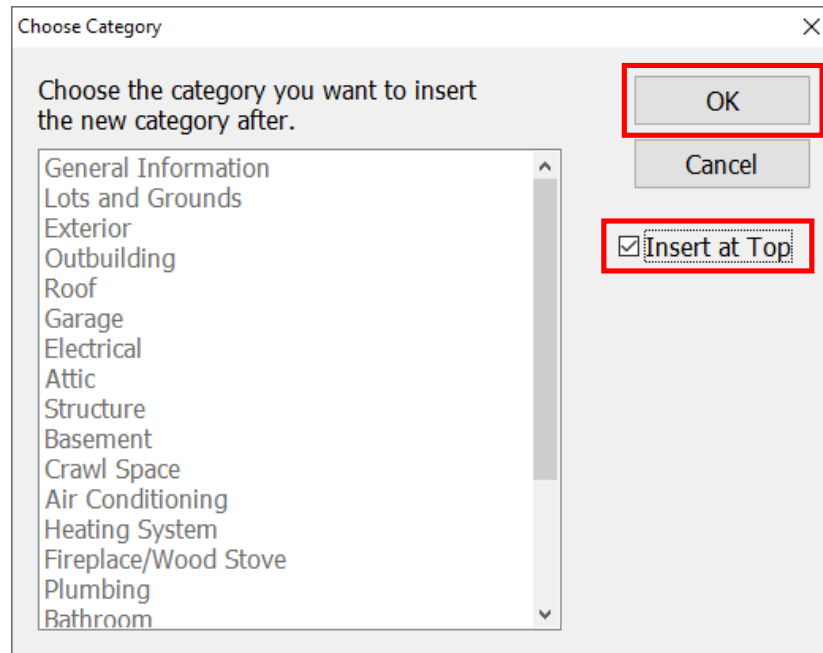 Choose Category
Choose the category you want to insert
the new category after.
OK
Cancel
Insert at Top
General Information
Lots and Grounds
Exterior
Outbuilding
Roof
Garage
Electrical
Attic
Structure
Basement
Crawl Space
Air Conditioning
Heating System
Fireplace/Wood Stove
Plumbing
Bathroom